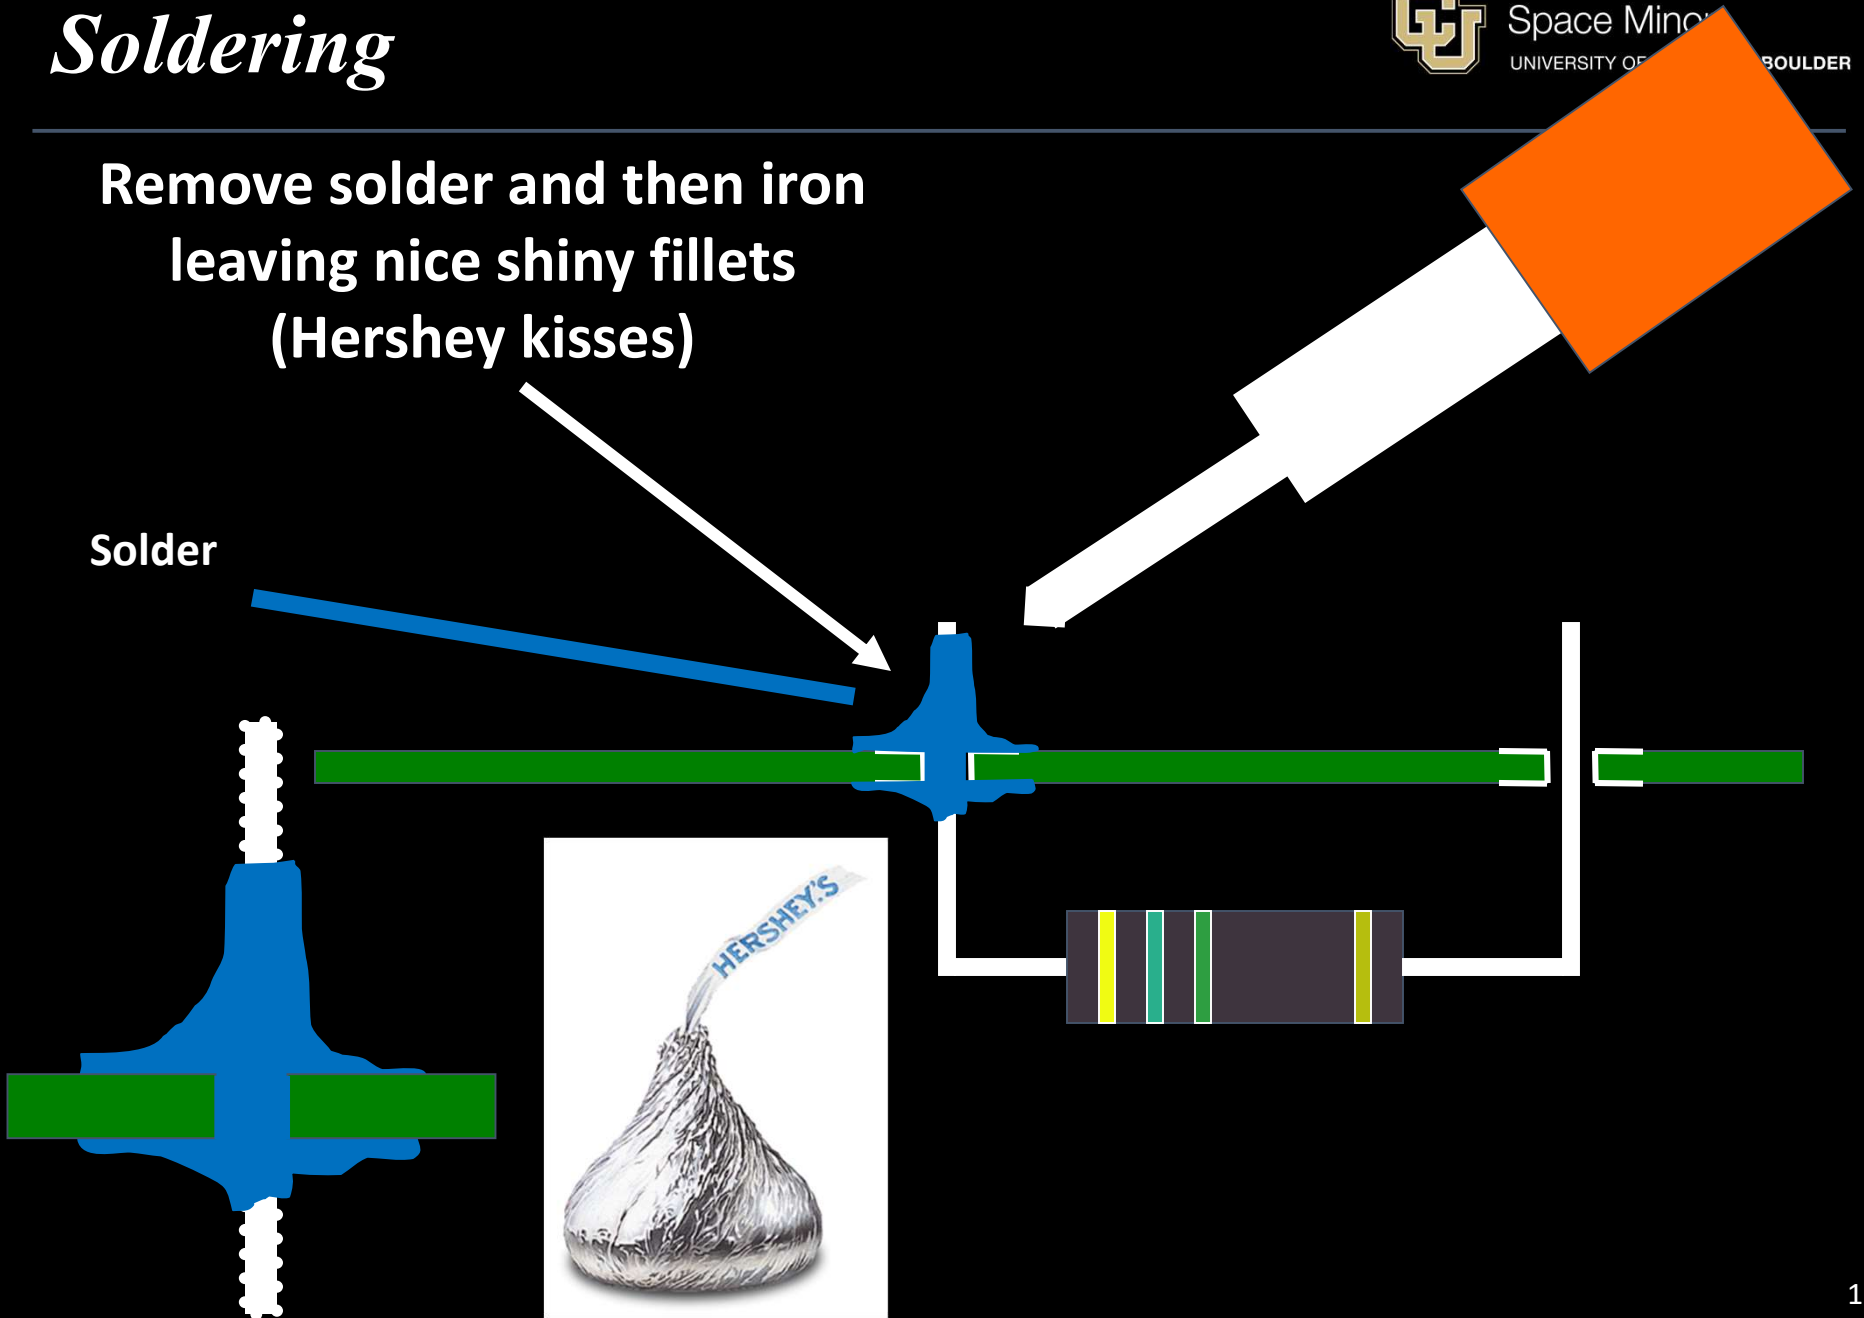 Soldering
Space Mino
UNIVERSITY OF BOULDER
Remove solder and then iron
leaving nice shiny fillets
(Hershey kisses)
Solder
HERSHEY'S
1